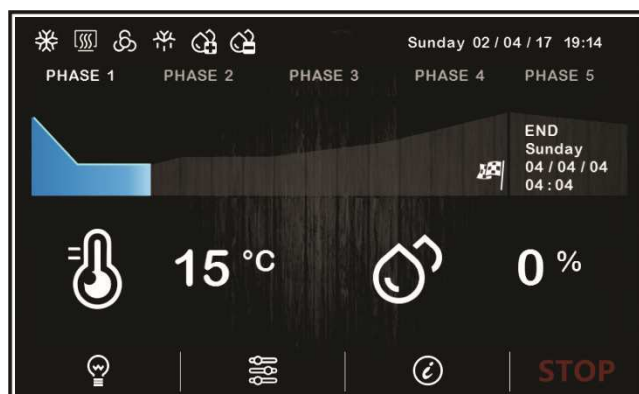 Sunday 02 / 04 / 17 19:14
PHASE 1 PHASE 2 PHASE 3 PHASE 4 PHASE 5
END
Sunday
04 / 04 / 04
04 : 04
15 °C 0 %
i STOP